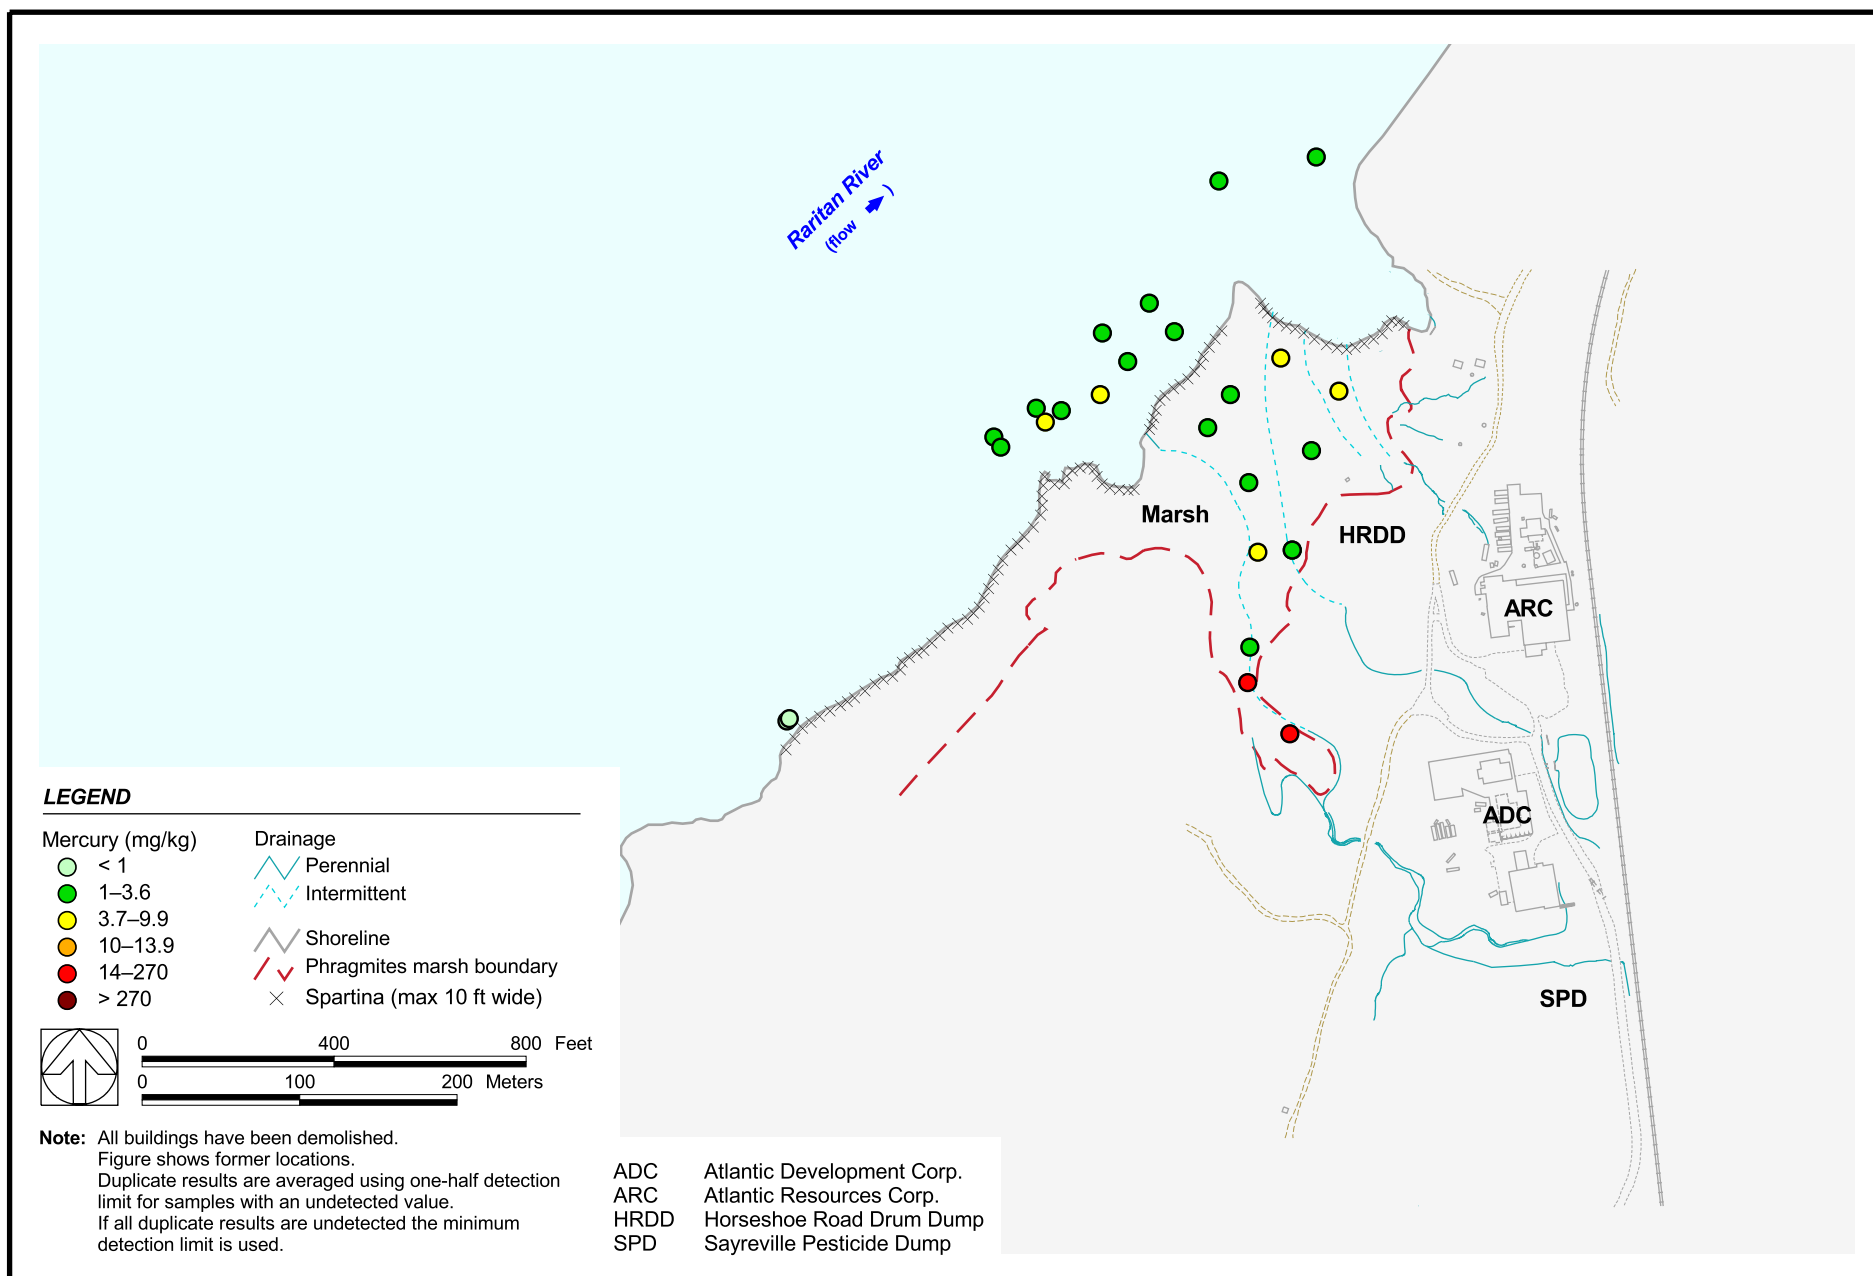 Raritan River
(flow )
Marsh
HRDD
ARC
ADC
SPD
LEGEND
Mercury (mg/kg)
< 1
1–3.6
3.7–9.9
10–13.9
14–270
> 270
Drainage
Perennial
Intermittent
Shoreline
Phragmites marsh boundary
Spartina (max 10 ft wide)
0 400 800 Feet
0 100 200 Meters
Note: All buildings have been demolished.
Figure shows former locations.
Duplicate results are averaged using one-half detection
limit for samples with an undetected value.
If all duplicate results are undetected the minimum
detection limit is used.
ADC Atlantic Development Corp.
ARC Atlantic Resources Corp.
HRDD Horseshoe Road Drum Dump
SPD Sayreville Pesticide Dump